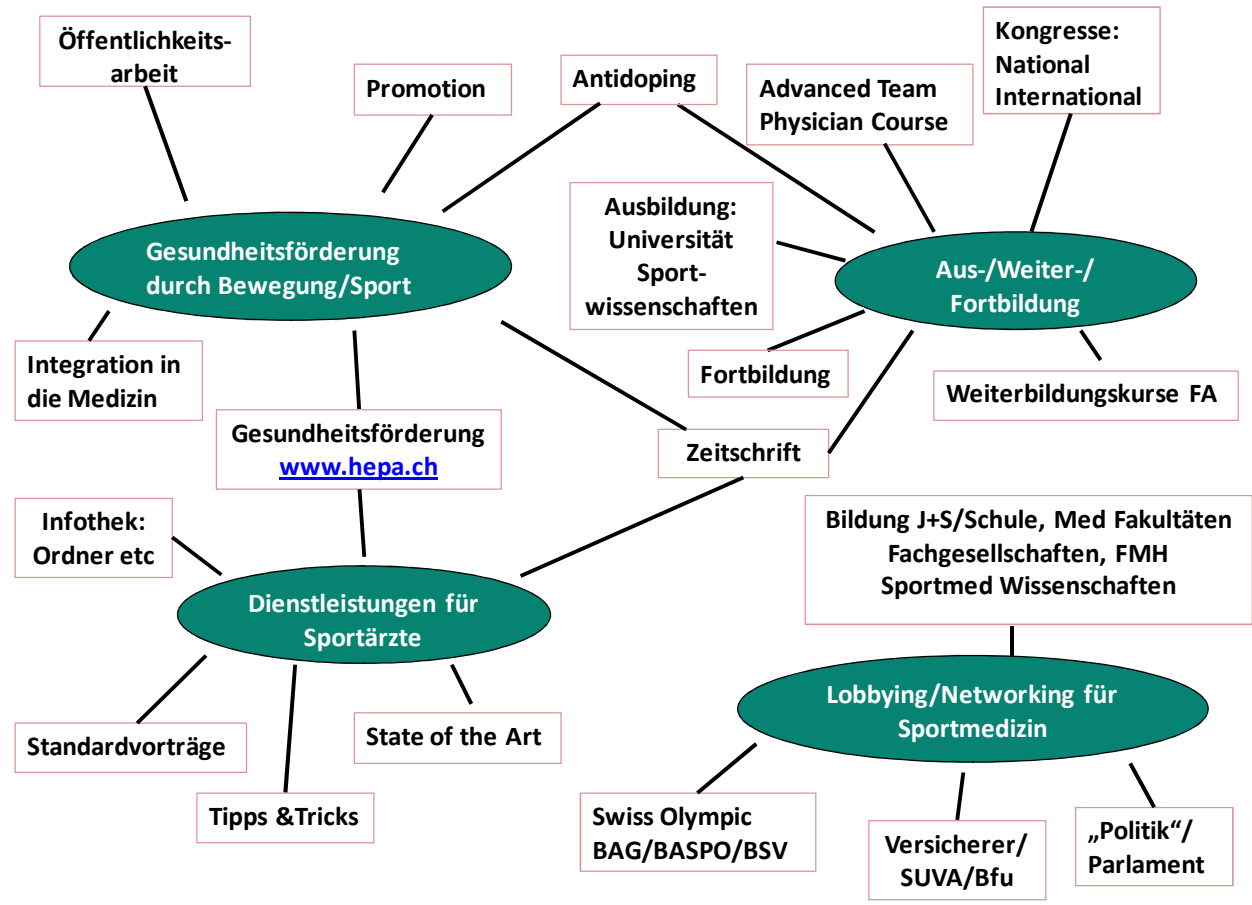 Öffentlichkeits-
arbeit
Promotion
Antidoping
Advanced Team
Physician Course
Kongresse:
National
International
Ausbildung:
Universität
Sport-
wissenschaften
Gesundheitsförderung
durch Bewegung/Sport
Aus-/Weiter-/
Fortbildung
Integration in
die Medizin
Fortbildung
Weiterbildungskurse FA
Gesundheitsförderung
www.hepa.ch
Zeitschrift
Infothek:
Ordner etc
Bildung J+S/Schule, Med Fakultäten
Fachgesellschaften, FMH
Sportmed Wissenschaften
Dienstleistungen für
Sportärzte
Lobbying/Networking für
Sportmedizin
Standardvorträge
State of the Art
Tipps &Tricks
Swiss Olympic
BAG/BASPO/BSV
Versicherer/
SUVA/Bfu
„Politik“/
Parlament